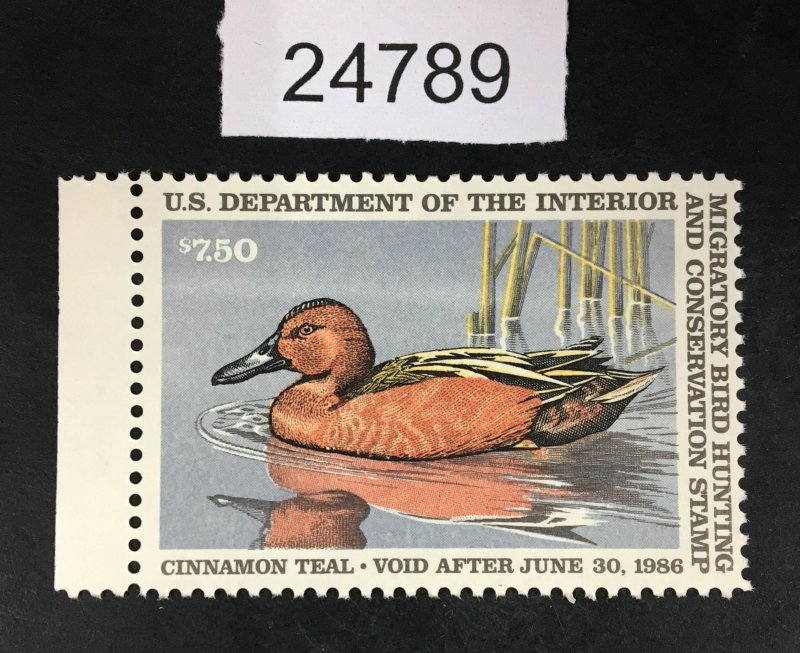 24789
U.S. DEPARTMENT OF THE INTERIOR
$7.50
MIGRATORY BIRD HUNTING
AND CONSERVATION STAMP
CINNAMON TEAL • VOID AFTER JUNE 30, 1986